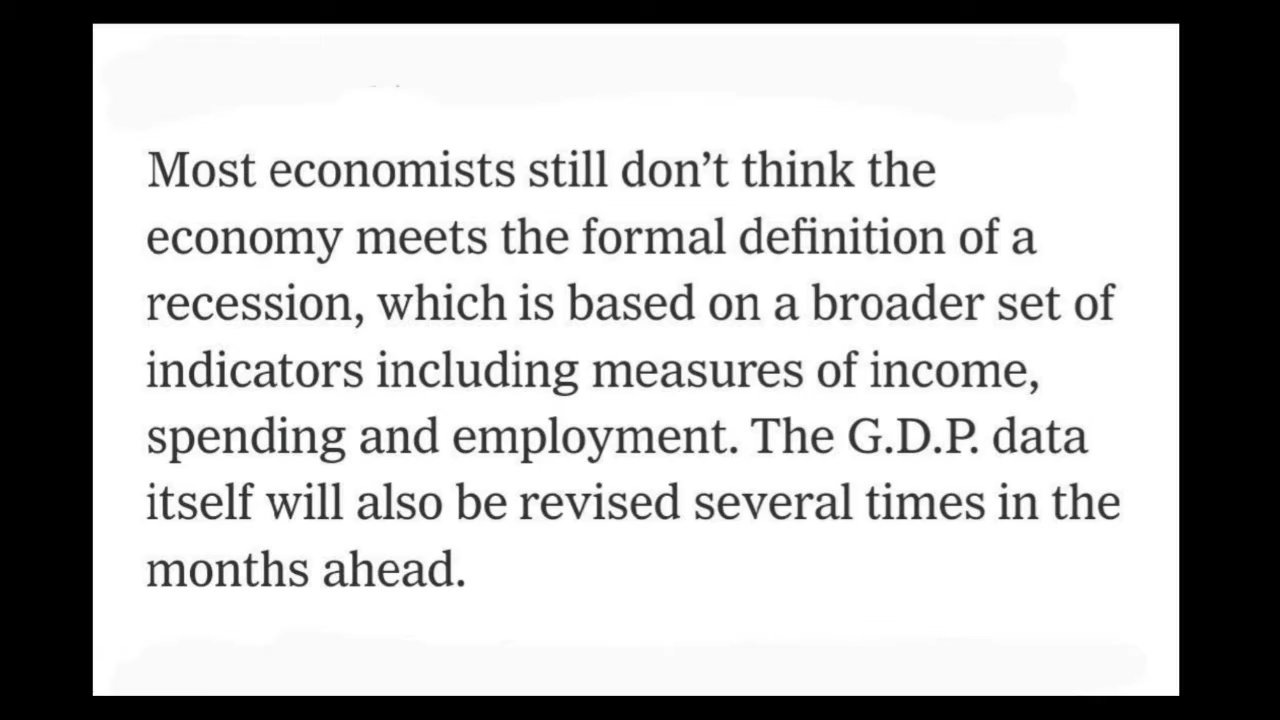 Most economists still don’t think the
economy meets the formal definition of a
recession, which is based on a broader set of
indicators including measures of income,
spending and employment. The G.D.P. data
itself will also be revised several times in the
months ahead.